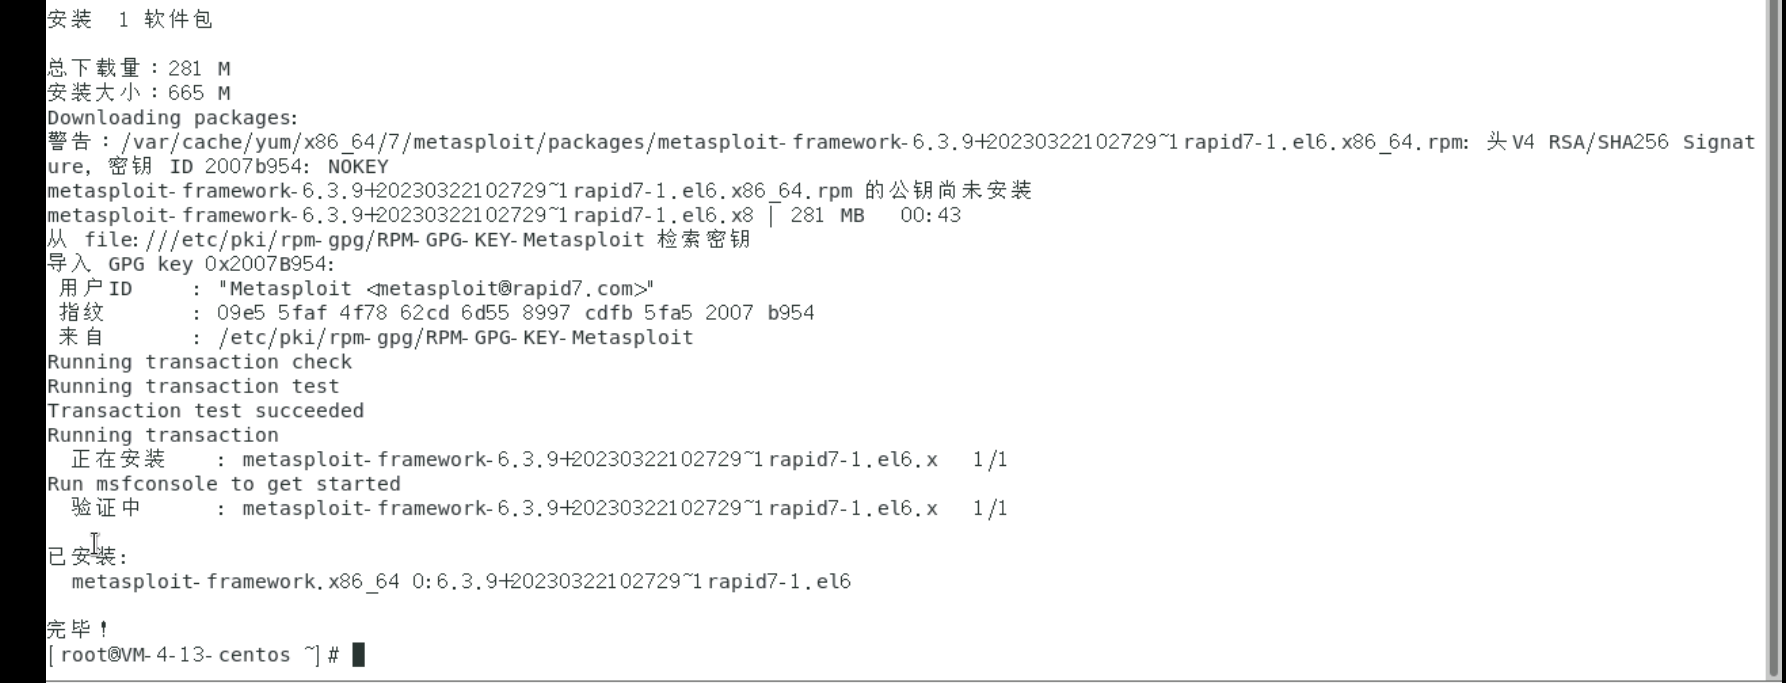 安装  1 软件包
总下载量：281 M
安装大小：665 M
Downloading packages:
警告：/var/cache/yum/x86_64/7/metasploit/packages/metasploit-framework-6.3.9+20230322102729~1rapid7-1.el6.x86_64.rpm: 头V4 RSA/SHA256 Signat
ure, 密钥 ID 2007b954: NOKEY
metasploit-framework-6.3.9+20230322102729~1rapid7-1.el6.x86_64.rpm 的公钥尚未安装
metasploit-framework-6.3.9+20230322102729~1rapid7-1.el6.x8 | 281 MB   00:43
从 file:///etc/pki/rpm-gpg/RPM-GPG-KEY-Metasploit 检索密钥
导入 GPG key 0x2007B954:
 用户ID     : "Metasploit <metasploit@rapid7.com>"
 指纹       : 09e5 5faf 4f78 62cd 6d55 8997 cdfb 5fa5 2007 b954
 来自       : /etc/pki/rpm-gpg/RPM-GPG-KEY-Metasploit
Running transaction check
Running transaction test
Transaction test succeeded
Running transaction
  正在安装    : metasploit-framework-6.3.9+20230322102729~1rapid7-1.el6.x   1/1
Run msfconsole to get started
  验证中      : metasploit-framework-6.3.9+20230322102729~1rapid7-1.el6.x   1/1
已安装:
  metasploit-framework.x86_64 0:6.3.9+20230322102729~1rapid7-1.el6
完毕！
[root@VM-4-13-centos ~]#